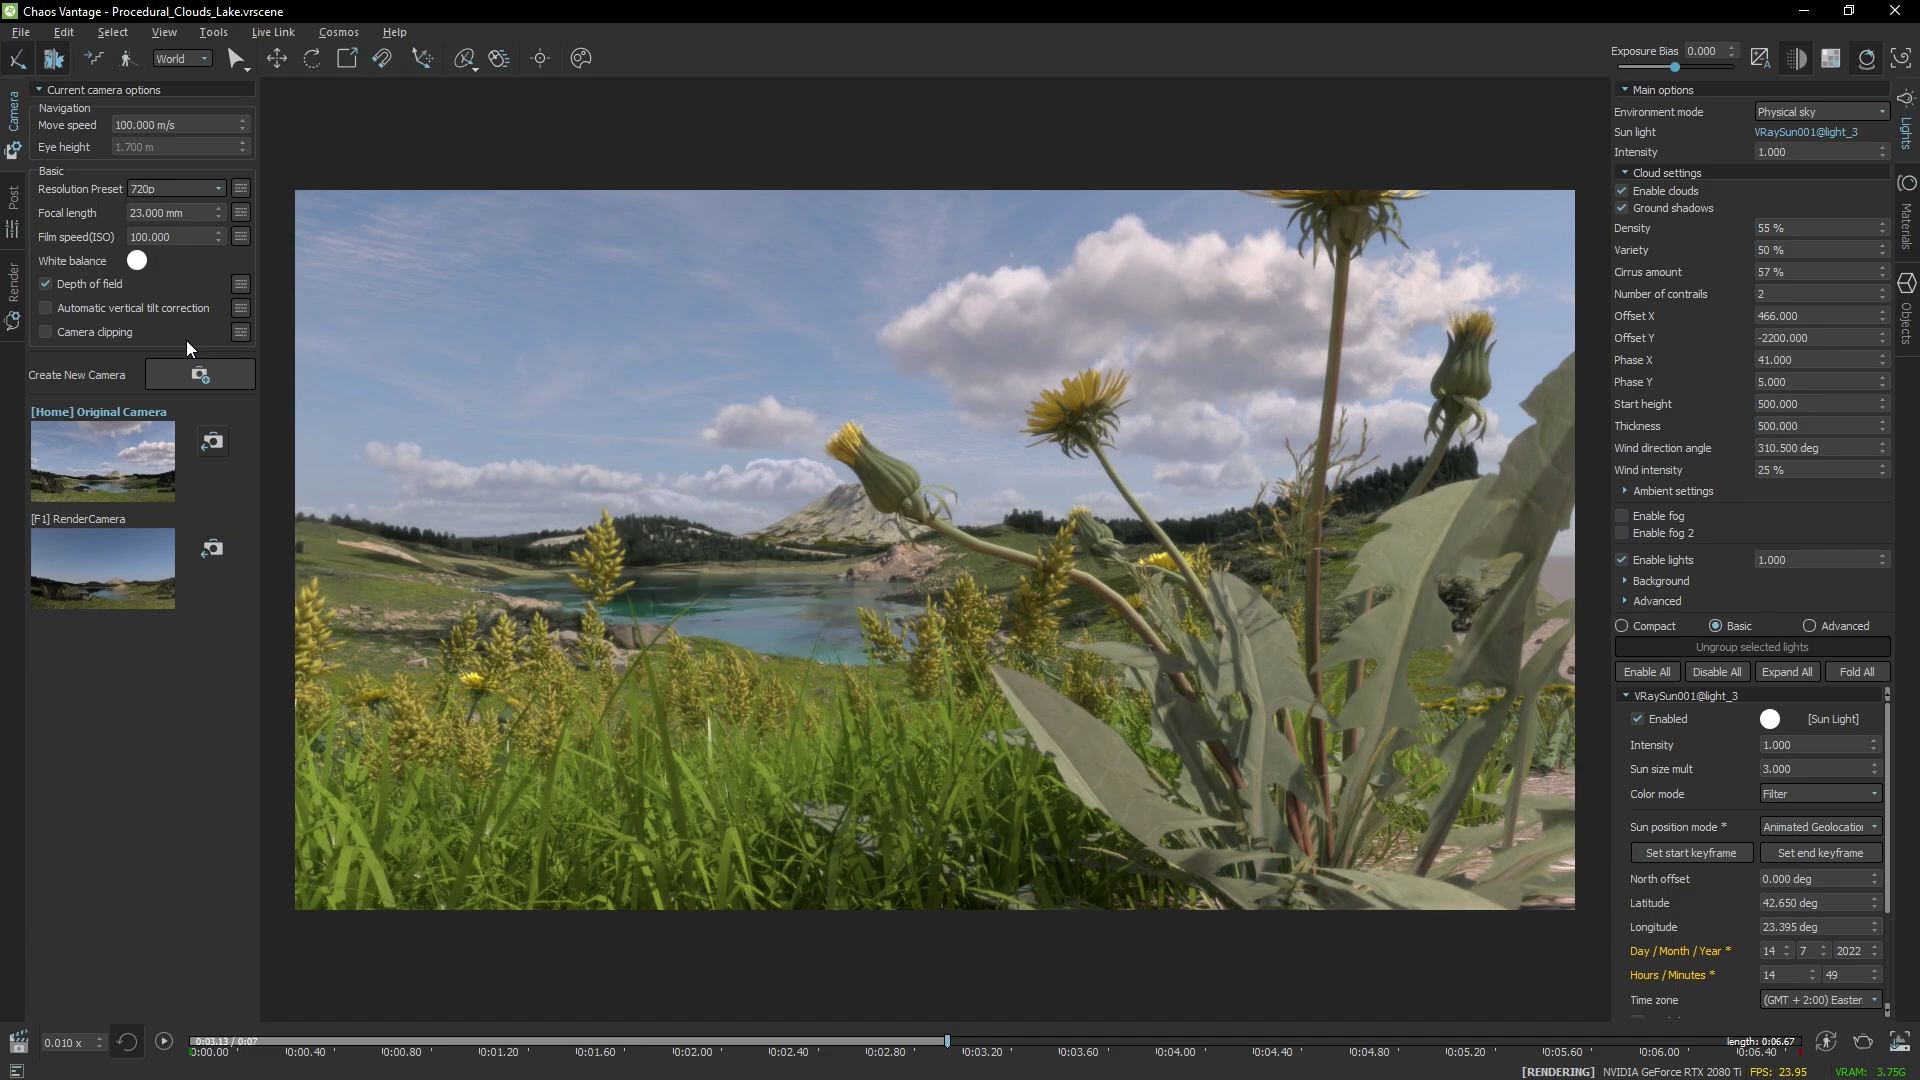 Chaos Vantage - Procedural_Clouds_Lake.vrscene
File Edit Select View Tools Live Link Cosmos Help
World
Exposure Bias 0.000
Camera
Post
Render
Current camera options
Navigation
Move speed 100.000 m/s
Eye height 1.700 m
Basic
Resolution Preset 720p
Focal length 23.000 mm
Film speed(ISO) 100.000
White balance
Depth of field
Automatic vertical tilt correction
Camera clipping
Create New Camera
[Home] Original Camera
[F1] RenderCamera
Main options
Environment mode Physical sky
Sun light VRaySun001@light_3
Intensity 1.000
Cloud settings
Enable clouds
Ground shadows
Density 55 %
Variety 50 %
Cirrus amount 57 %
Number of contrails 2
Offset X 466.000
Offset Y -2200.000
Phase X 41.000
Phase Y 5.000
Start height 500.000
Thickness 500.000
Wind direction angle 310.500 deg
Wind intensity 25 %
Ambient settings
Enable fog
Enable fog 2
Enable lights 1.000
Background
Advanced
Compact Basic Advanced
Ungroup selected lights
Enable All Disable All Expand All Fold All
VRaySun001@light_3
Enabled [Sun Light]
Intensity 1.000
Sun size mult 3.000
Color mode Filter
Sun position mode * Animated Geolocation
Set start keyframe Set end keyframe
North offset 0.000 deg
Latitude 42.650 deg
Longitude 23.395 deg
Day / Month / Year * 14 7 2022
Hours / Minutes * 14 49
Time zone (GMT + 2:00) Easter
Lights
Materials
Objects
0.010 x
0:03.13 / 0:07
length: 0:06.67
0:00.00 0:00.40 0:00.80 0:01.20 0:01.60 0:02.00 0:02.40 0:02.80 0:03.20 0:03.60 0:04.00 0:04.40 0:04.80 0:05.20 0:05.60 0:06.00 0:06.40
[RENDERING] NVIDIA GeForce RTX 2080 Ti FPS: 23.95 VRAM: 3.75G